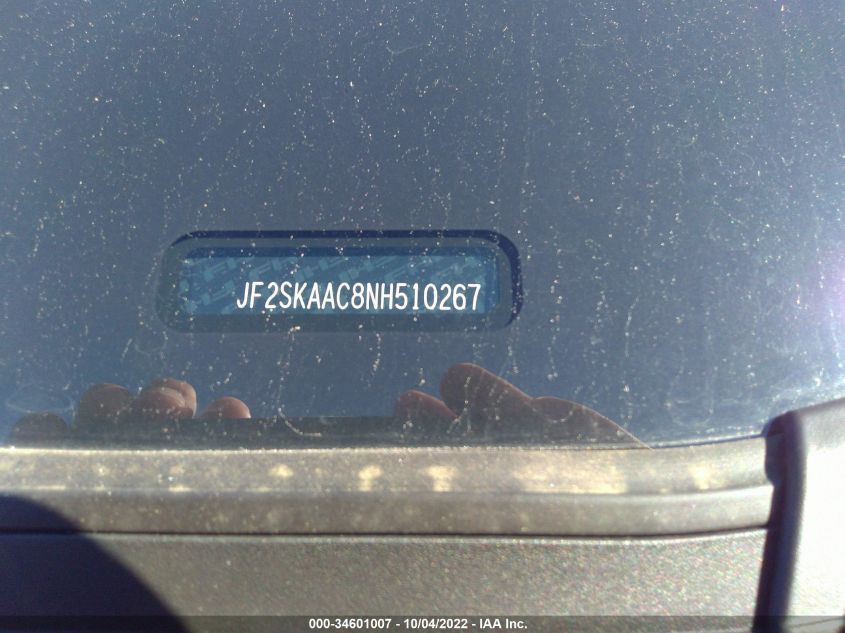 JF2SKAAC8NH510267
000-34601007 - 10/04/2022 - IAA Inc.